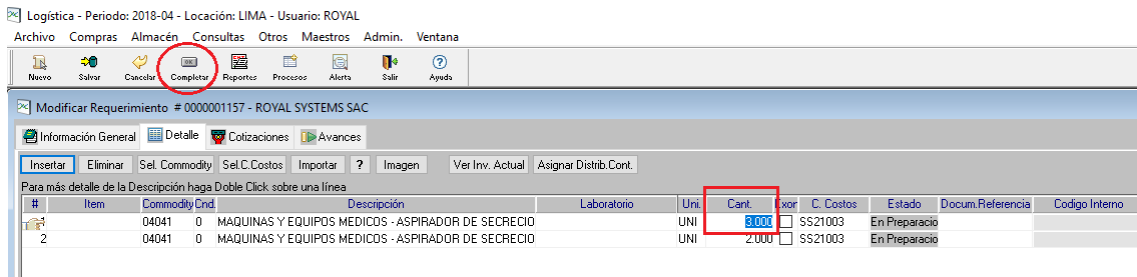 Logística - Periodo: 2018-04 - Locación: LIMA - Usuario: ROYAL
Archivo Compras Almacén Consultas Otros Maestros Admin. Ventana
OK
Nuevo Salvar Cancelar Completar Reportes Procesos Alerta Salir Ayuda
Modificar Requerimiento # 0000001157 - ROYAL SYSTEMS SAC
Información General Detalle Cotizaciones Avances
Insertar Eliminar Sel. Commodity Sel.C.Costos Importar ? Imagen Ver Inv. Actual Asignar Distrib.Cont.
Para más detalle de la Descripción haga Doble Click sobre una línea
# Item Commodity Cnd. Descripción Laboratorio Uni. Cant. Exor C. Costos Estado Docum.Referencia Codigo Interno
04041 0 MAQUINAS Y EQUIPOS MEDICOS - ASPIRADOR DE SECRECIO UNI 3.000 SS21003 En Preparacio
2 04041 0 MAQUINAS Y EQUIPOS MEDICOS - ASPIRADOR DE SECRECIO UNI 2.000 SS21003 En Preparacio